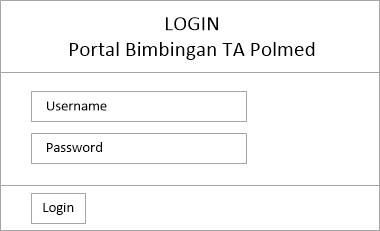 LOGIN
Portal Bimbingan TA Polmed
Username
Password
Login